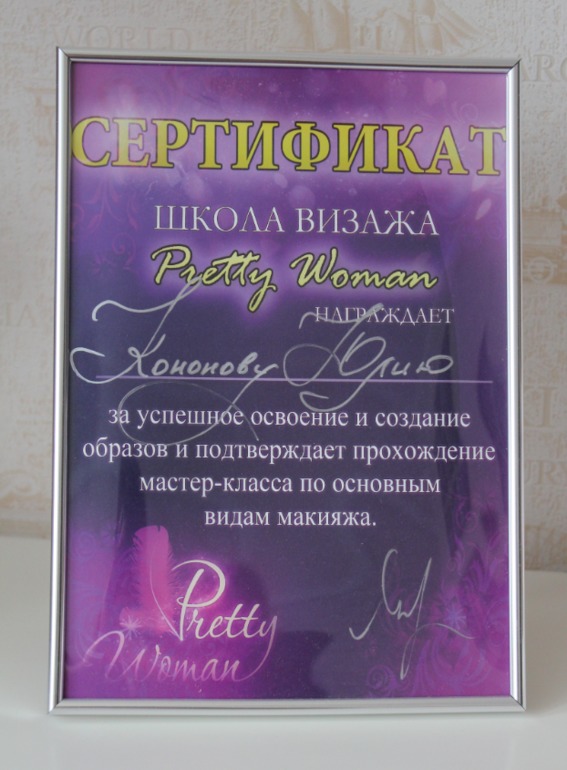 СЕРТИФИКАТ
ШКОЛА ВИЗАЖА
Pretty Woman
НАГРАЖДАЕТ
Кононову Юлию
за успешное освоение и создание
образов и подтверждает прохождение
мастер-класса по основным
видам макияжа.
Pretty
Woman